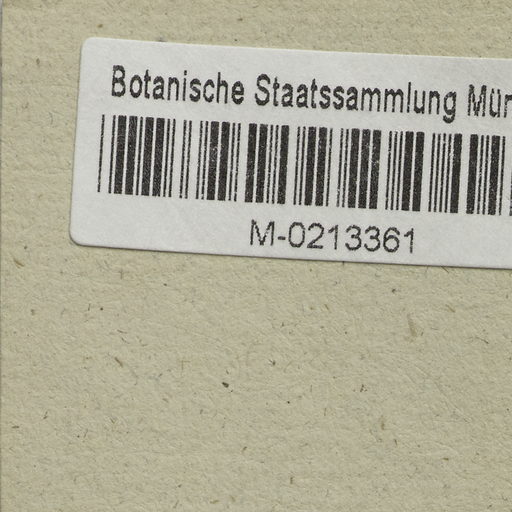 Botanische Staatssammlung Mün
M-0213361